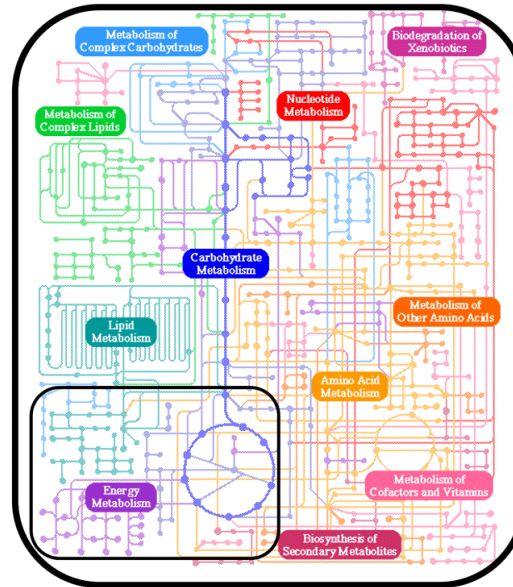 Metabolism of
Complex Carbohydrates
Biodegradation of
Xenobiotics
Nucleotide
Metabolism
Metabolism of
Complex Lipids
Carbohydrate
Metabolism
Metabolism of
Other Amino Acids
Lipid
Metabolism
Amino Acid
Metabolism
Energy
Metabolism
Metabolism of
Cofactors and Vitamins
Biosynthesis of
Secondary Metabolites